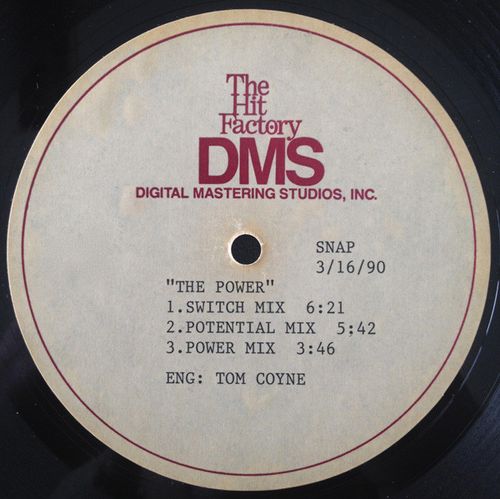 The
Hit
Factory
DMS
DIGITAL MASTERING STUDIOS, INC.
SNAP
3/16/90
"THE POWER"
1.SWITCH MIX 6:21
2.POTENTIAL MIX 5;42
3.POWER MIX 3:46
ENG: TOM COYNE